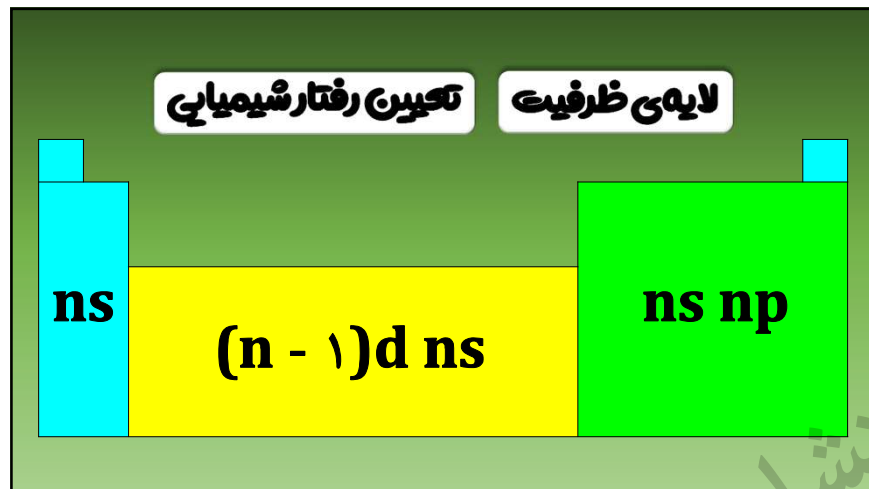 لایه‌ی ظرفیت تعیین رفتار شیمیایی
ns (n - ۱)d ns ns np